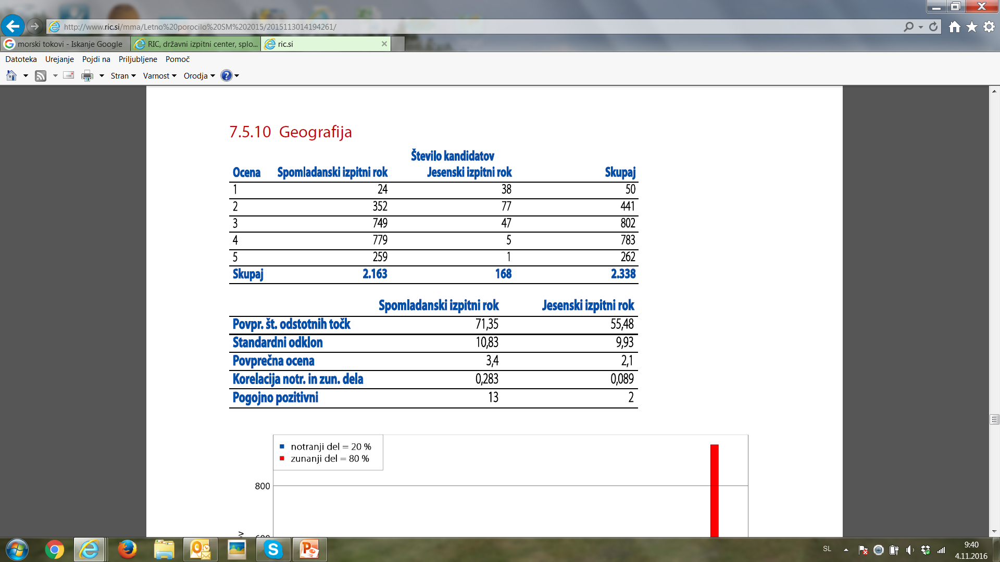 http://www.ric.si/mma/Letno%20porocilo%20SM%202015/2015113014194261/
morski tokovi - Iskanje Google
RIC, državni izpitni center, splo...
ric.si
Datoteka Urejanje Pojdi na Priljubljene Pomoč
Stran Varnost Orodja
7.5.10 Geografija
Število kandidatov
Ocena Spomladanski izpitni rok Jesenski izpitni rok Skupaj
1 24 38 50
2 352 77 441
3 749 47 802
4 779 5 783
5 259 1 262
Skupaj 2.163 168 2.338
Spomladanski izpitni rok Jesenski izpitni rok
Povpr. št. odstotnih točk 71,35 55,48
Standardni odklon 10,83 9,93
Povprečna ocena 3,4 2,1
Korelacija notr. in zun. dela 0,283 0,089
Pogojno pozitivni 13 2
notranji del = 20 %
zunanji del = 80 %
800
SL
9:40
4.11.2016